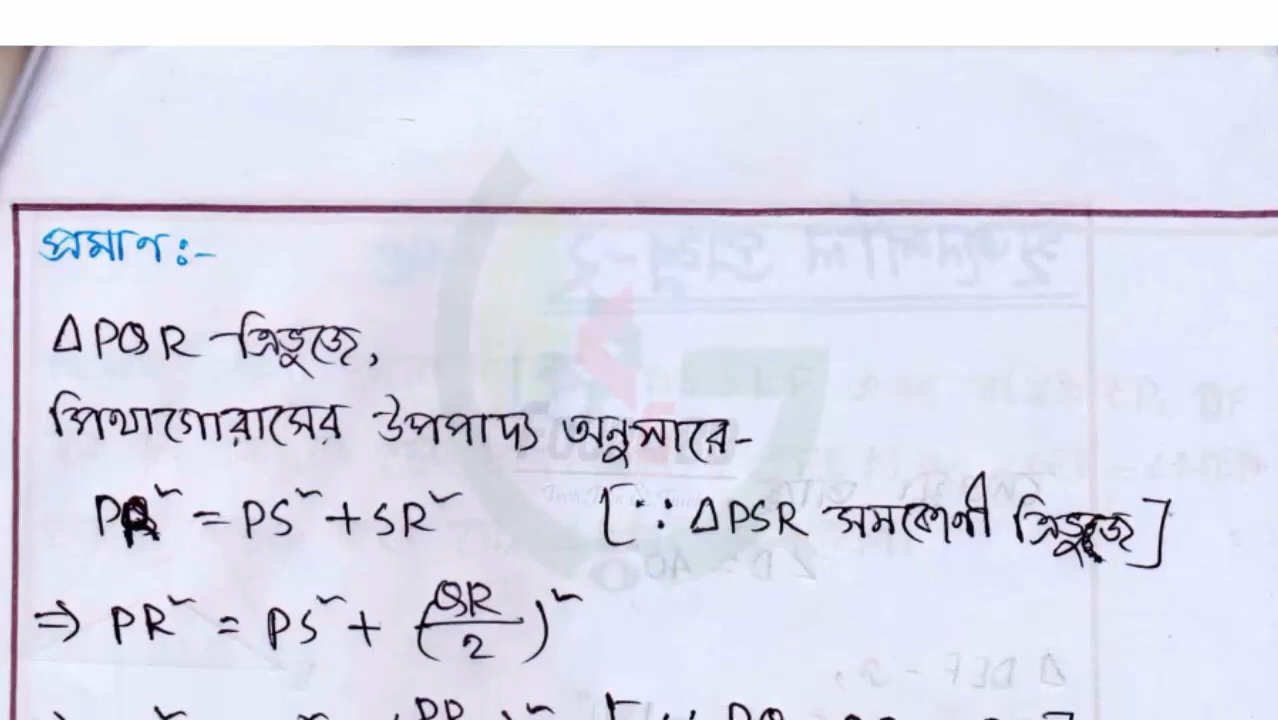 প্রমাণঃ-
ΔPQR ত্রিভুজে,
পিথাগোরাসের উপপাদ্য অনুসারে-
PR² = PS² + SR² [∵ ΔPSR সমকোণী ত্রিভুজে]
⇒ PR² = PS² + (QR/2)²